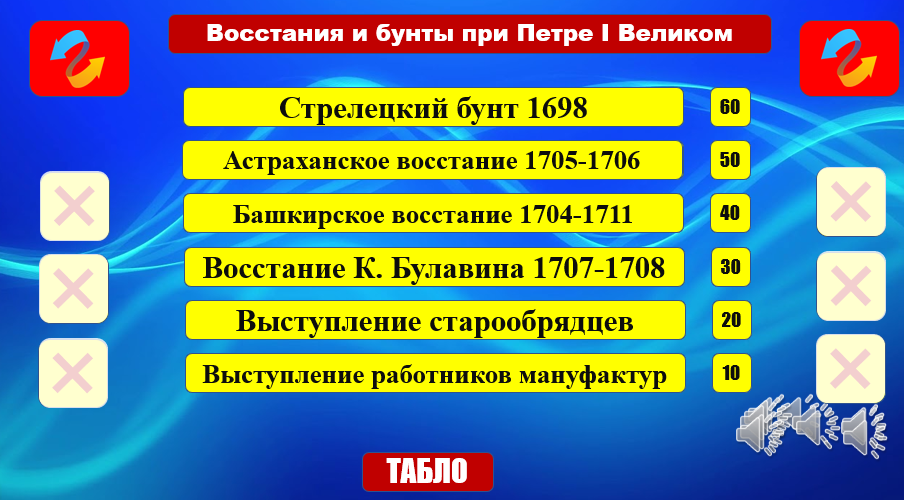 Восстания и бунты при Петре I Великом
Стрелецкий бунт 1698 60
Астраханское восстание 1705-1706 50
Башкирское восстание 1704-1711 40
Восстание К. Булавина 1707-1708 30
Выступление старообрядцев 20
Выступление работников мануфактур 10
ТАБЛО